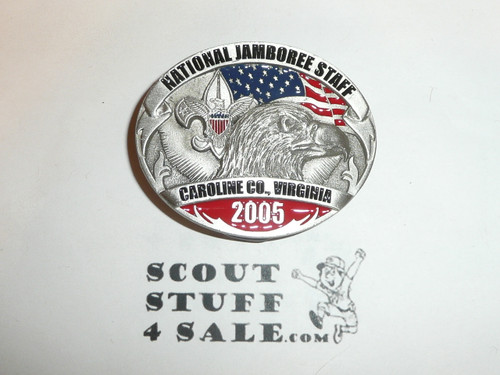 NATIONAL JAMBOREE STAFF
CAROLINE CO., VIRGINIA
2005
SCOUT
STUFF
4 SALE.COM